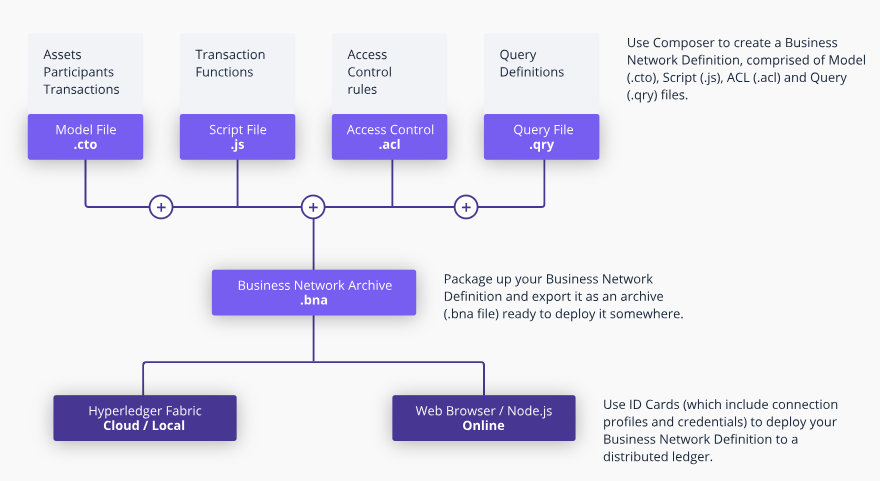 Assets
Participants
Transactions
Transaction
Functions
Access
Control
rules
Query
Definitions
Use Composer to create a Business
Network Definition, comprised of Model
(.cto), Script (.js), ACL (.acl) and Query
(.qry) files.
Model File
.cto
Script File
.js
Access Control
.acl
Query File
.qry
Business Network Archive
.bna
Package up your Business Network
Definition and export it as an archive
(.bna file) ready to deploy it somewhere.
Hyperledger Fabric
Cloud / Local
Web Browser / Node.js
Online
Use ID Cards (which include connection
profiles and credentials) to deploy your
Business Network Definition to a
distributed ledger.